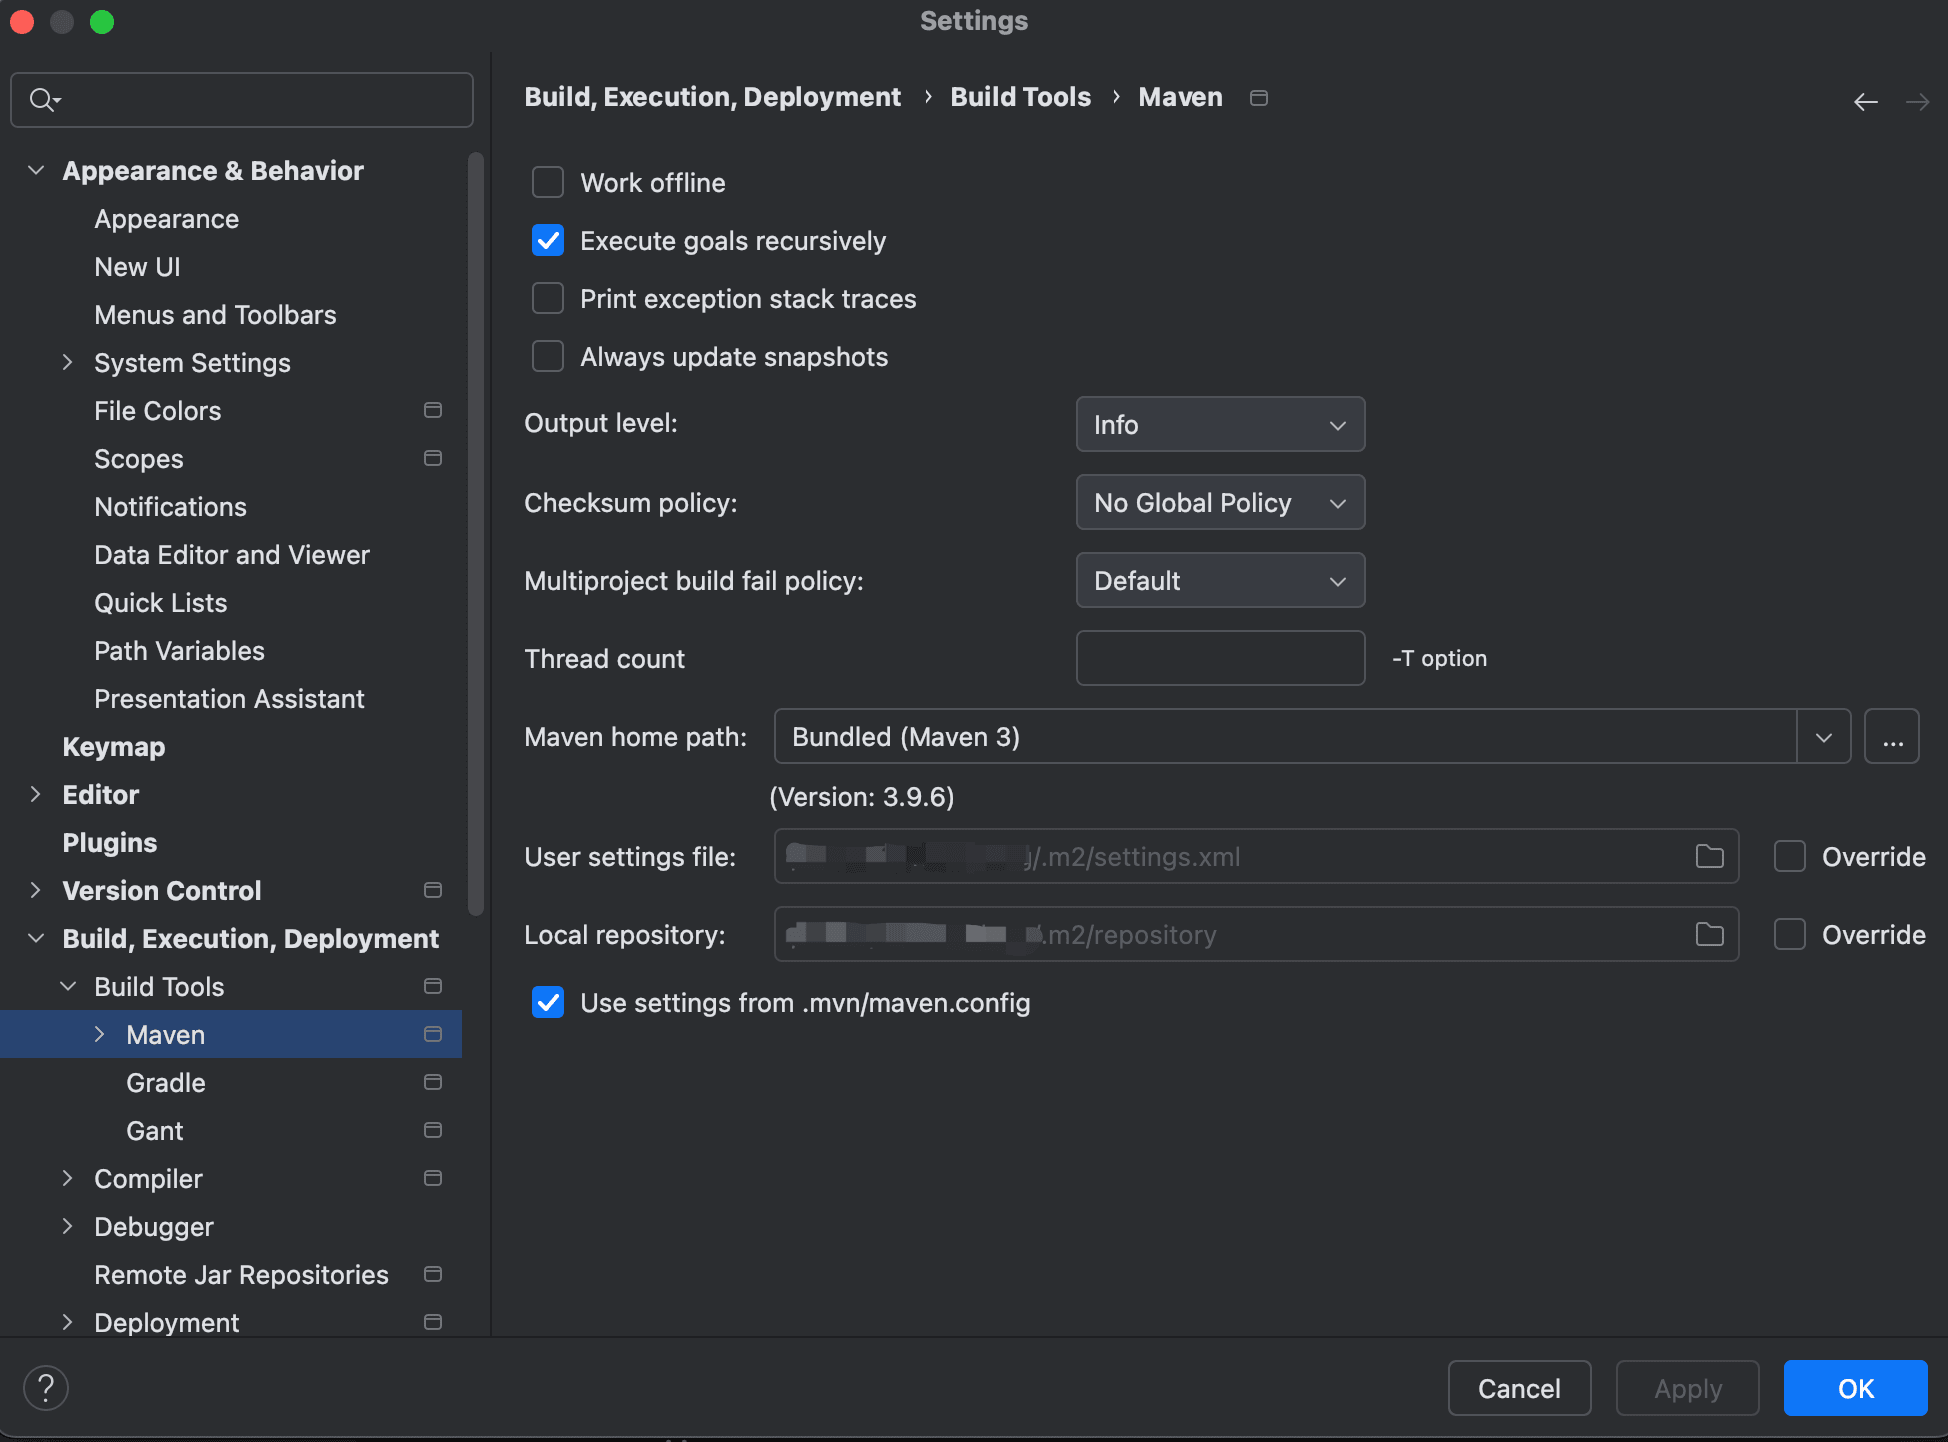 Settings
Appearance & Behavior
Appearance
New UI
Menus and Toolbars
System Settings
File Colors
Scopes
Notifications
Data Editor and Viewer
Quick Lists
Path Variables
Presentation Assistant
Keymap
Editor
Plugins
Version Control
Build, Execution, Deployment
Build Tools
Maven
Gradle
Gant
Compiler
Debugger
Remote Jar Repositories
Deployment
Build, Execution, Deployment › Build Tools › Maven
Work offline
Execute goals recursively
Print exception stack traces
Always update snapshots
Output level: Info
Checksum policy: No Global Policy
Multiproject build fail policy: Default
Thread count -T option
Maven home path: Bundled (Maven 3) ...
(Version: 3.9.6)
User settings file: /.m2/settings.xml Override
Local repository: .m2/repository Override
Use settings from .mvn/maven.config
? Cancel Apply OK